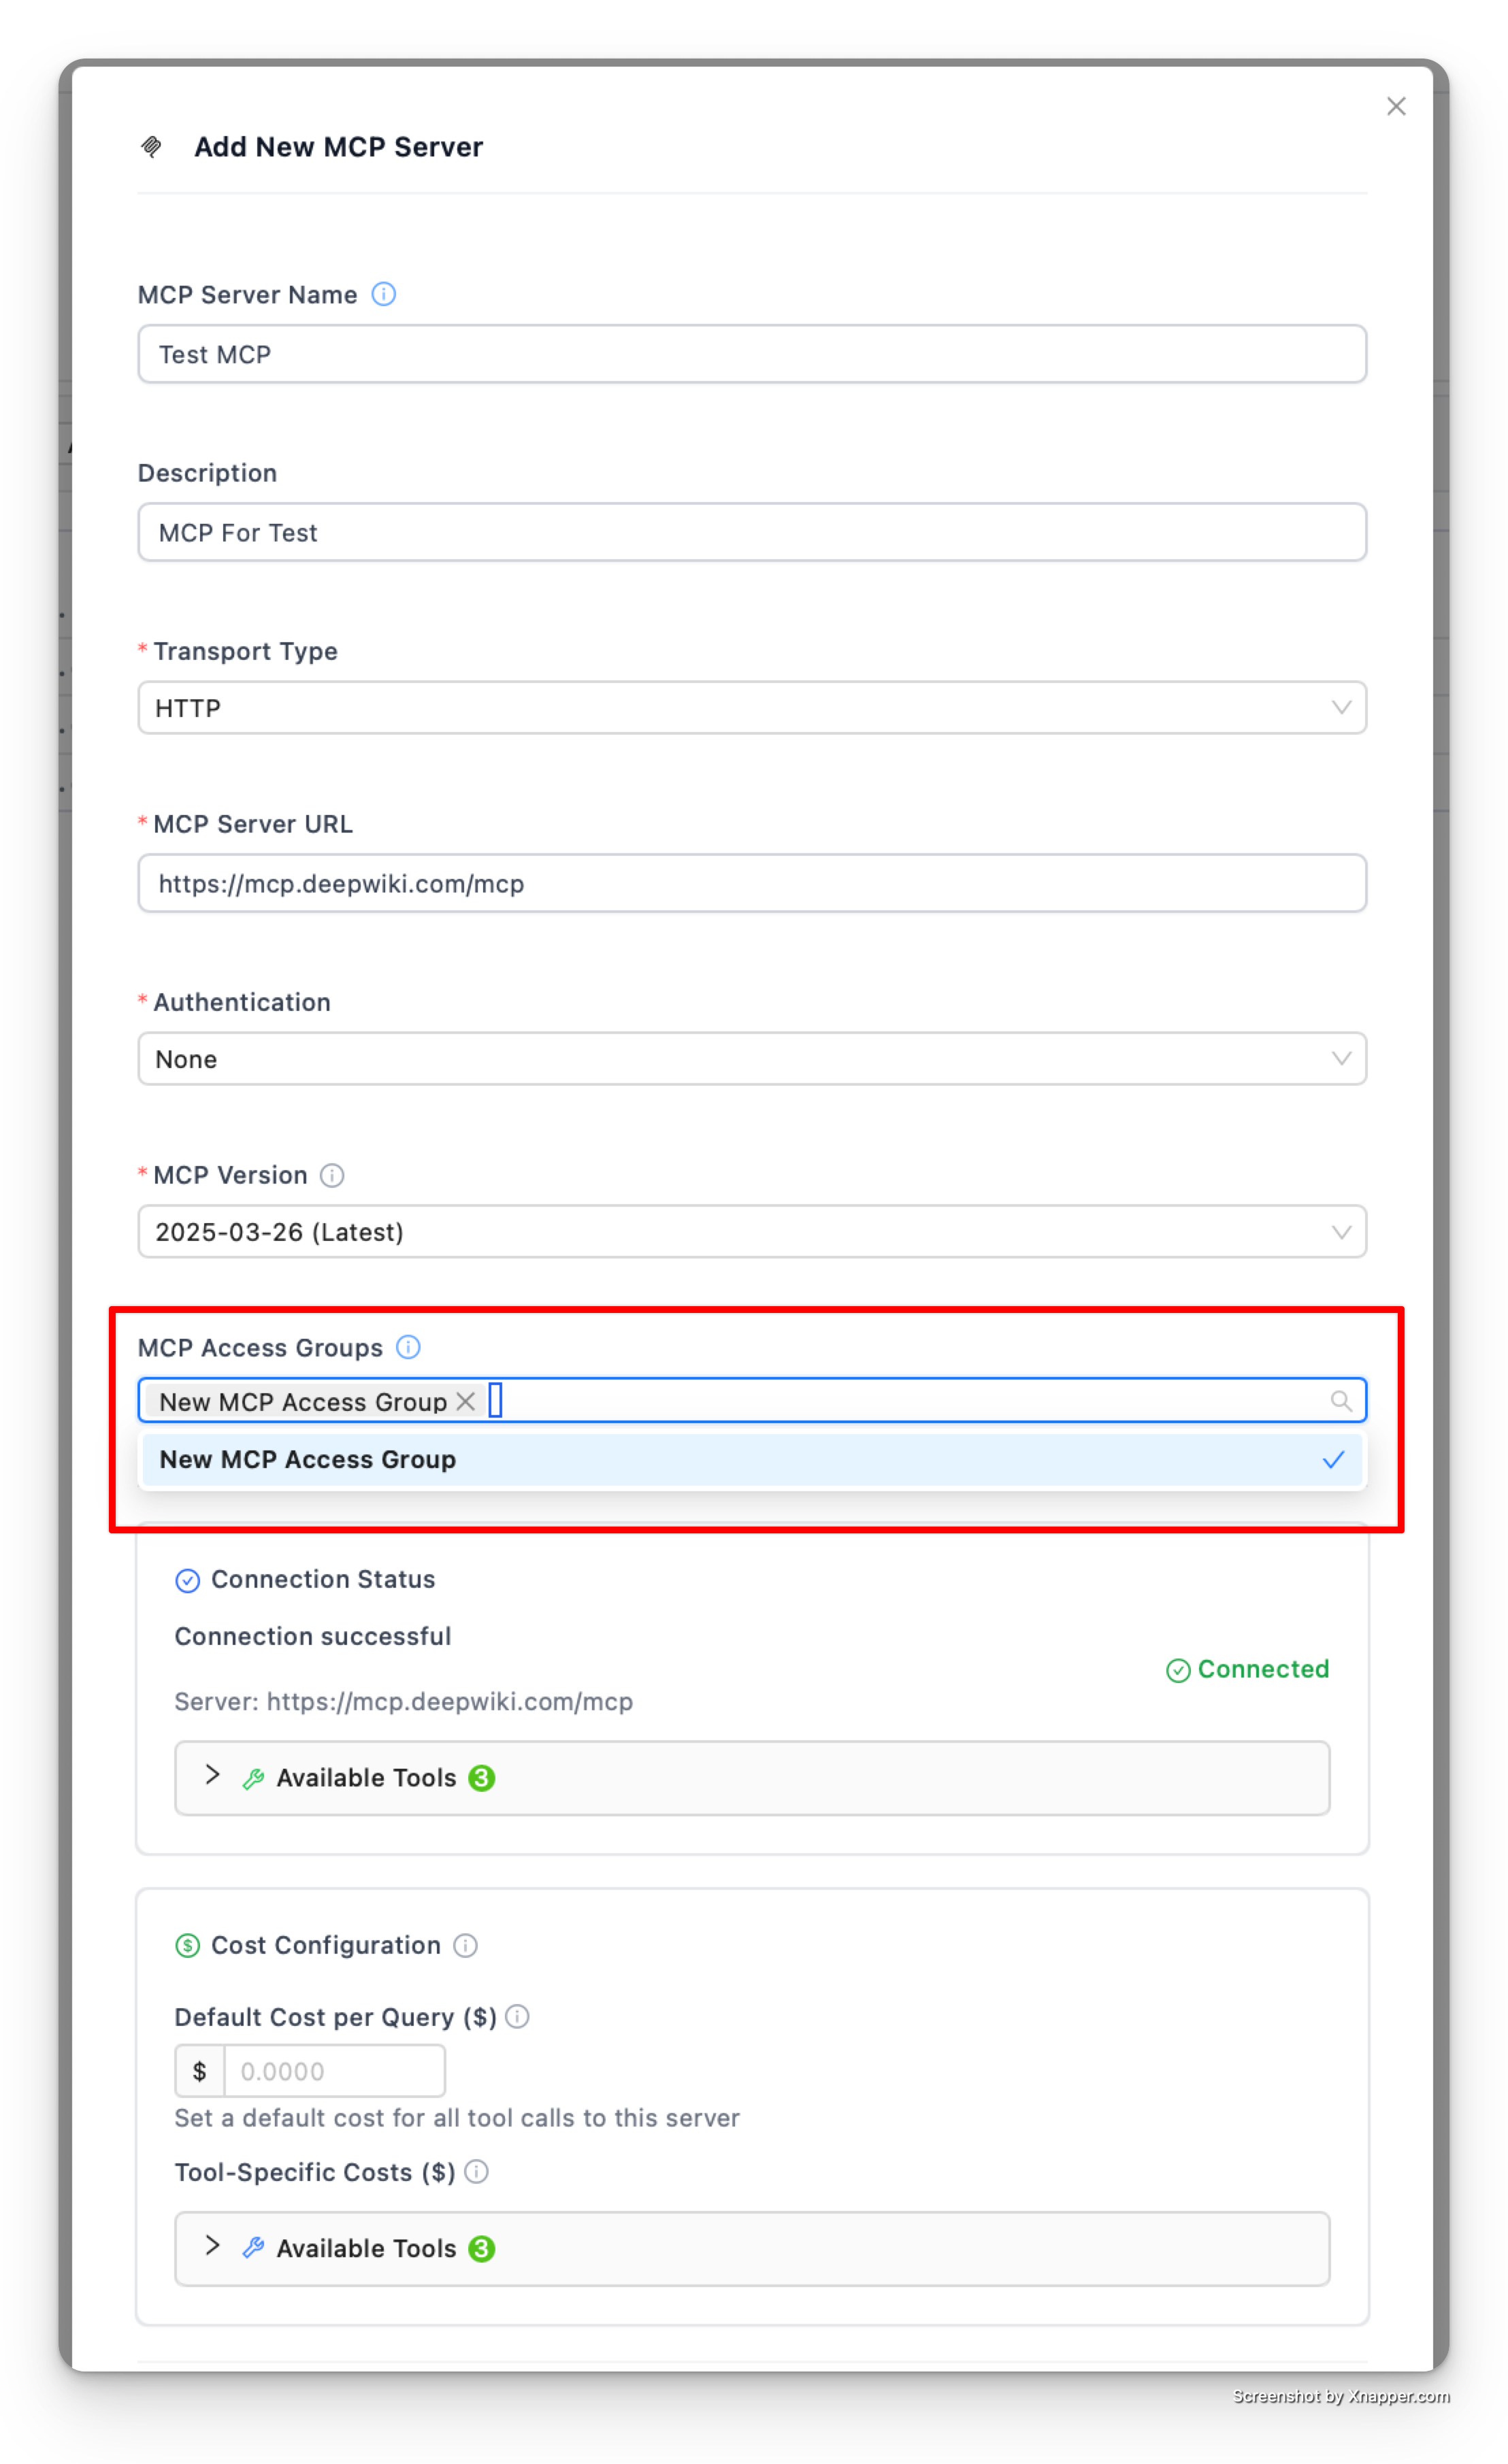 Add New MCP Server
MCP Server Name
Test MCP
Description
MCP For Test
* Transport Type
HTTP
* MCP Server URL
https://mcp.deepwiki.com/mcp
* Authentication
None
* MCP Version
2025-03-26 (Latest)
MCP Access Groups
New MCP Access Group
New MCP Access Group
Connection Status
Connection successful
Connected
Server: https://mcp.deepwiki.com/mcp
Available Tools 3
Cost Configuration
Default Cost per Query ($)
$ 0.0000
Set a default cost for all tool calls to this server
Tool-Specific Costs ($)
Available Tools 3
Screenshot by Xnapper.com